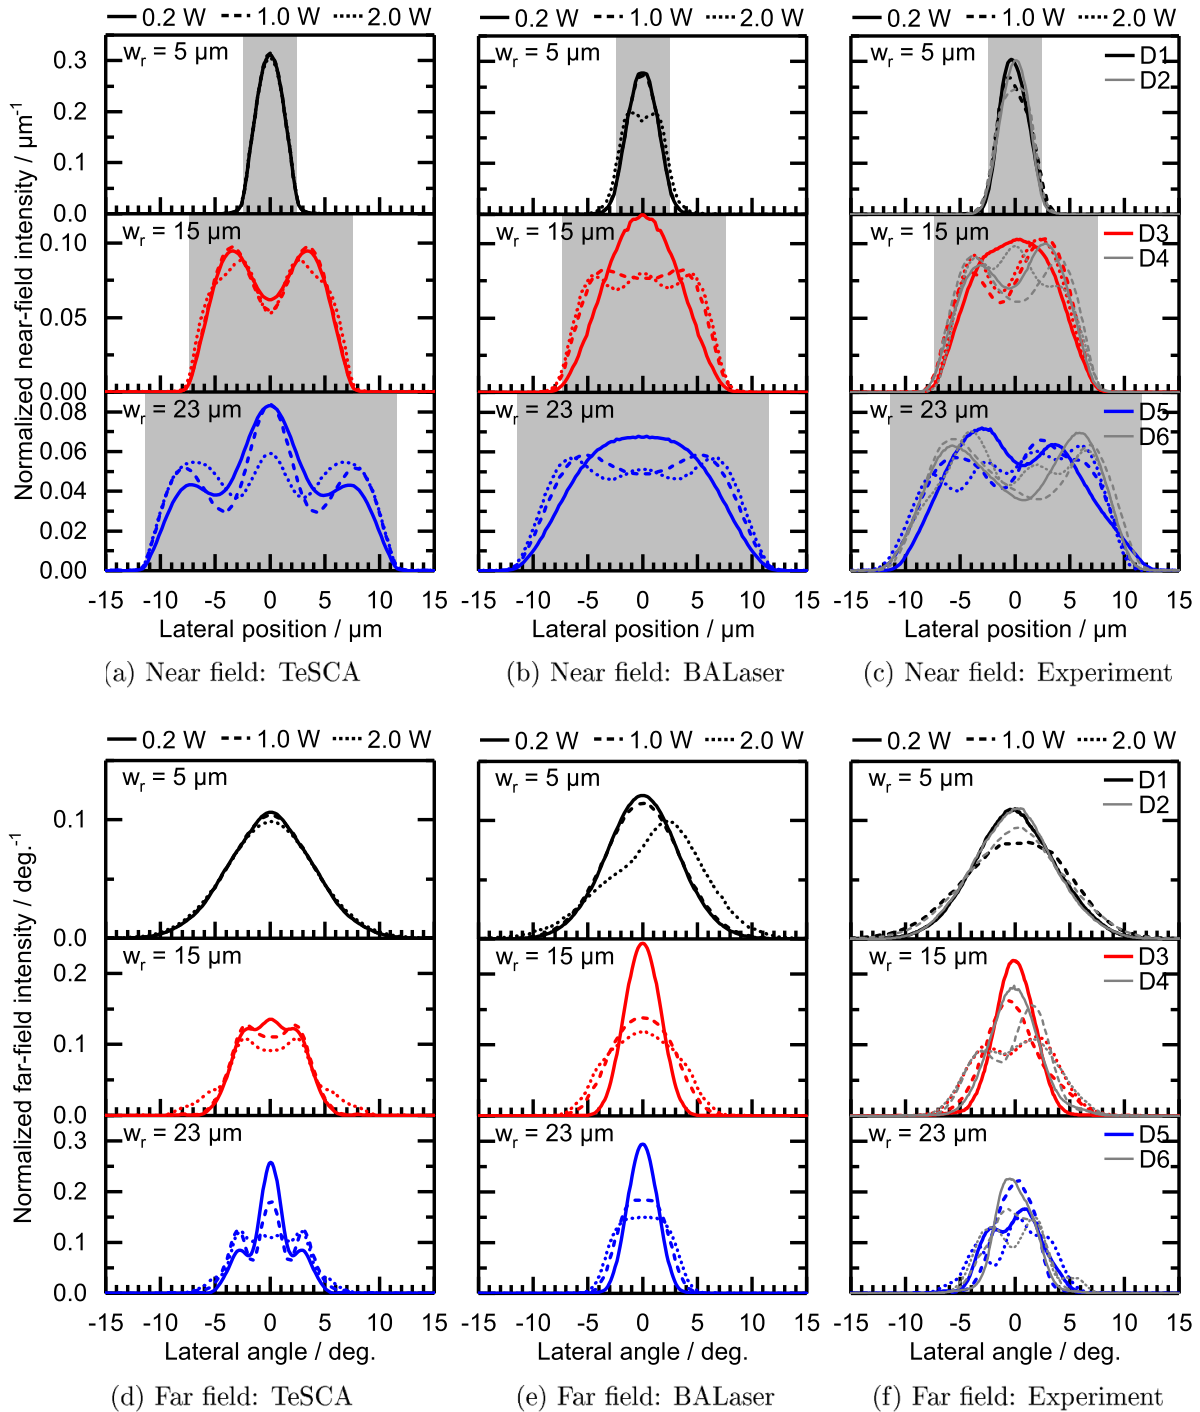 0.2 W 1.0 W 2.0 W
0.2 W 1.0 W 2.0 W
0.2 W 1.0 W 2.0 W
Normalized near-field intensity / µm⁻¹
wᵣ = 5 µm
0.3
0.2
0.1
0.0
wᵣ = 15 µm
0.10
0.05
0.00
wᵣ = 23 µm
0.08
0.06
0.04
0.02
0.00
-15 -10 -5 0 5 10 15
Lateral position / µm
(a) Near field: TeSCA
wᵣ = 5 µm
wᵣ = 15 µm
wᵣ = 23 µm
-15 -10 -5 0 5 10 15
Lateral position / µm
(b) Near field: BALaser
wᵣ = 5 µm
D1
D2
wᵣ = 15 µm
D3
D4
wᵣ = 23 µm
D5
D6
-15 -10 -5 0 5 10 15
Lateral position / µm
(c) Near field: Experiment
0.2 W 1.0 W 2.0 W
0.2 W 1.0 W 2.0 W
0.2 W 1.0 W 2.0 W
Normalized far-field intensity / deg.⁻¹
wᵣ = 5 µm
0.1
0.0
wᵣ = 15 µm
0.2
0.1
0.0
wᵣ = 23 µm
0.3
0.2
0.1
0.0
-15 -10 -5 0 5 10 15
Lateral angle / deg.
(d) Far field: TeSCA
wᵣ = 5 µm
wᵣ = 15 µm
wᵣ = 23 µm
-15 -10 -5 0 5 10 15
Lateral angle / deg.
(e) Far field: BALaser
wᵣ = 5 µm
D1
D2
wᵣ = 15 µm
D3
D4
wᵣ = 23 µm
D5
D6
-15 -10 -5 0 5 10 15
Lateral angle / deg.
(f) Far field: Experiment